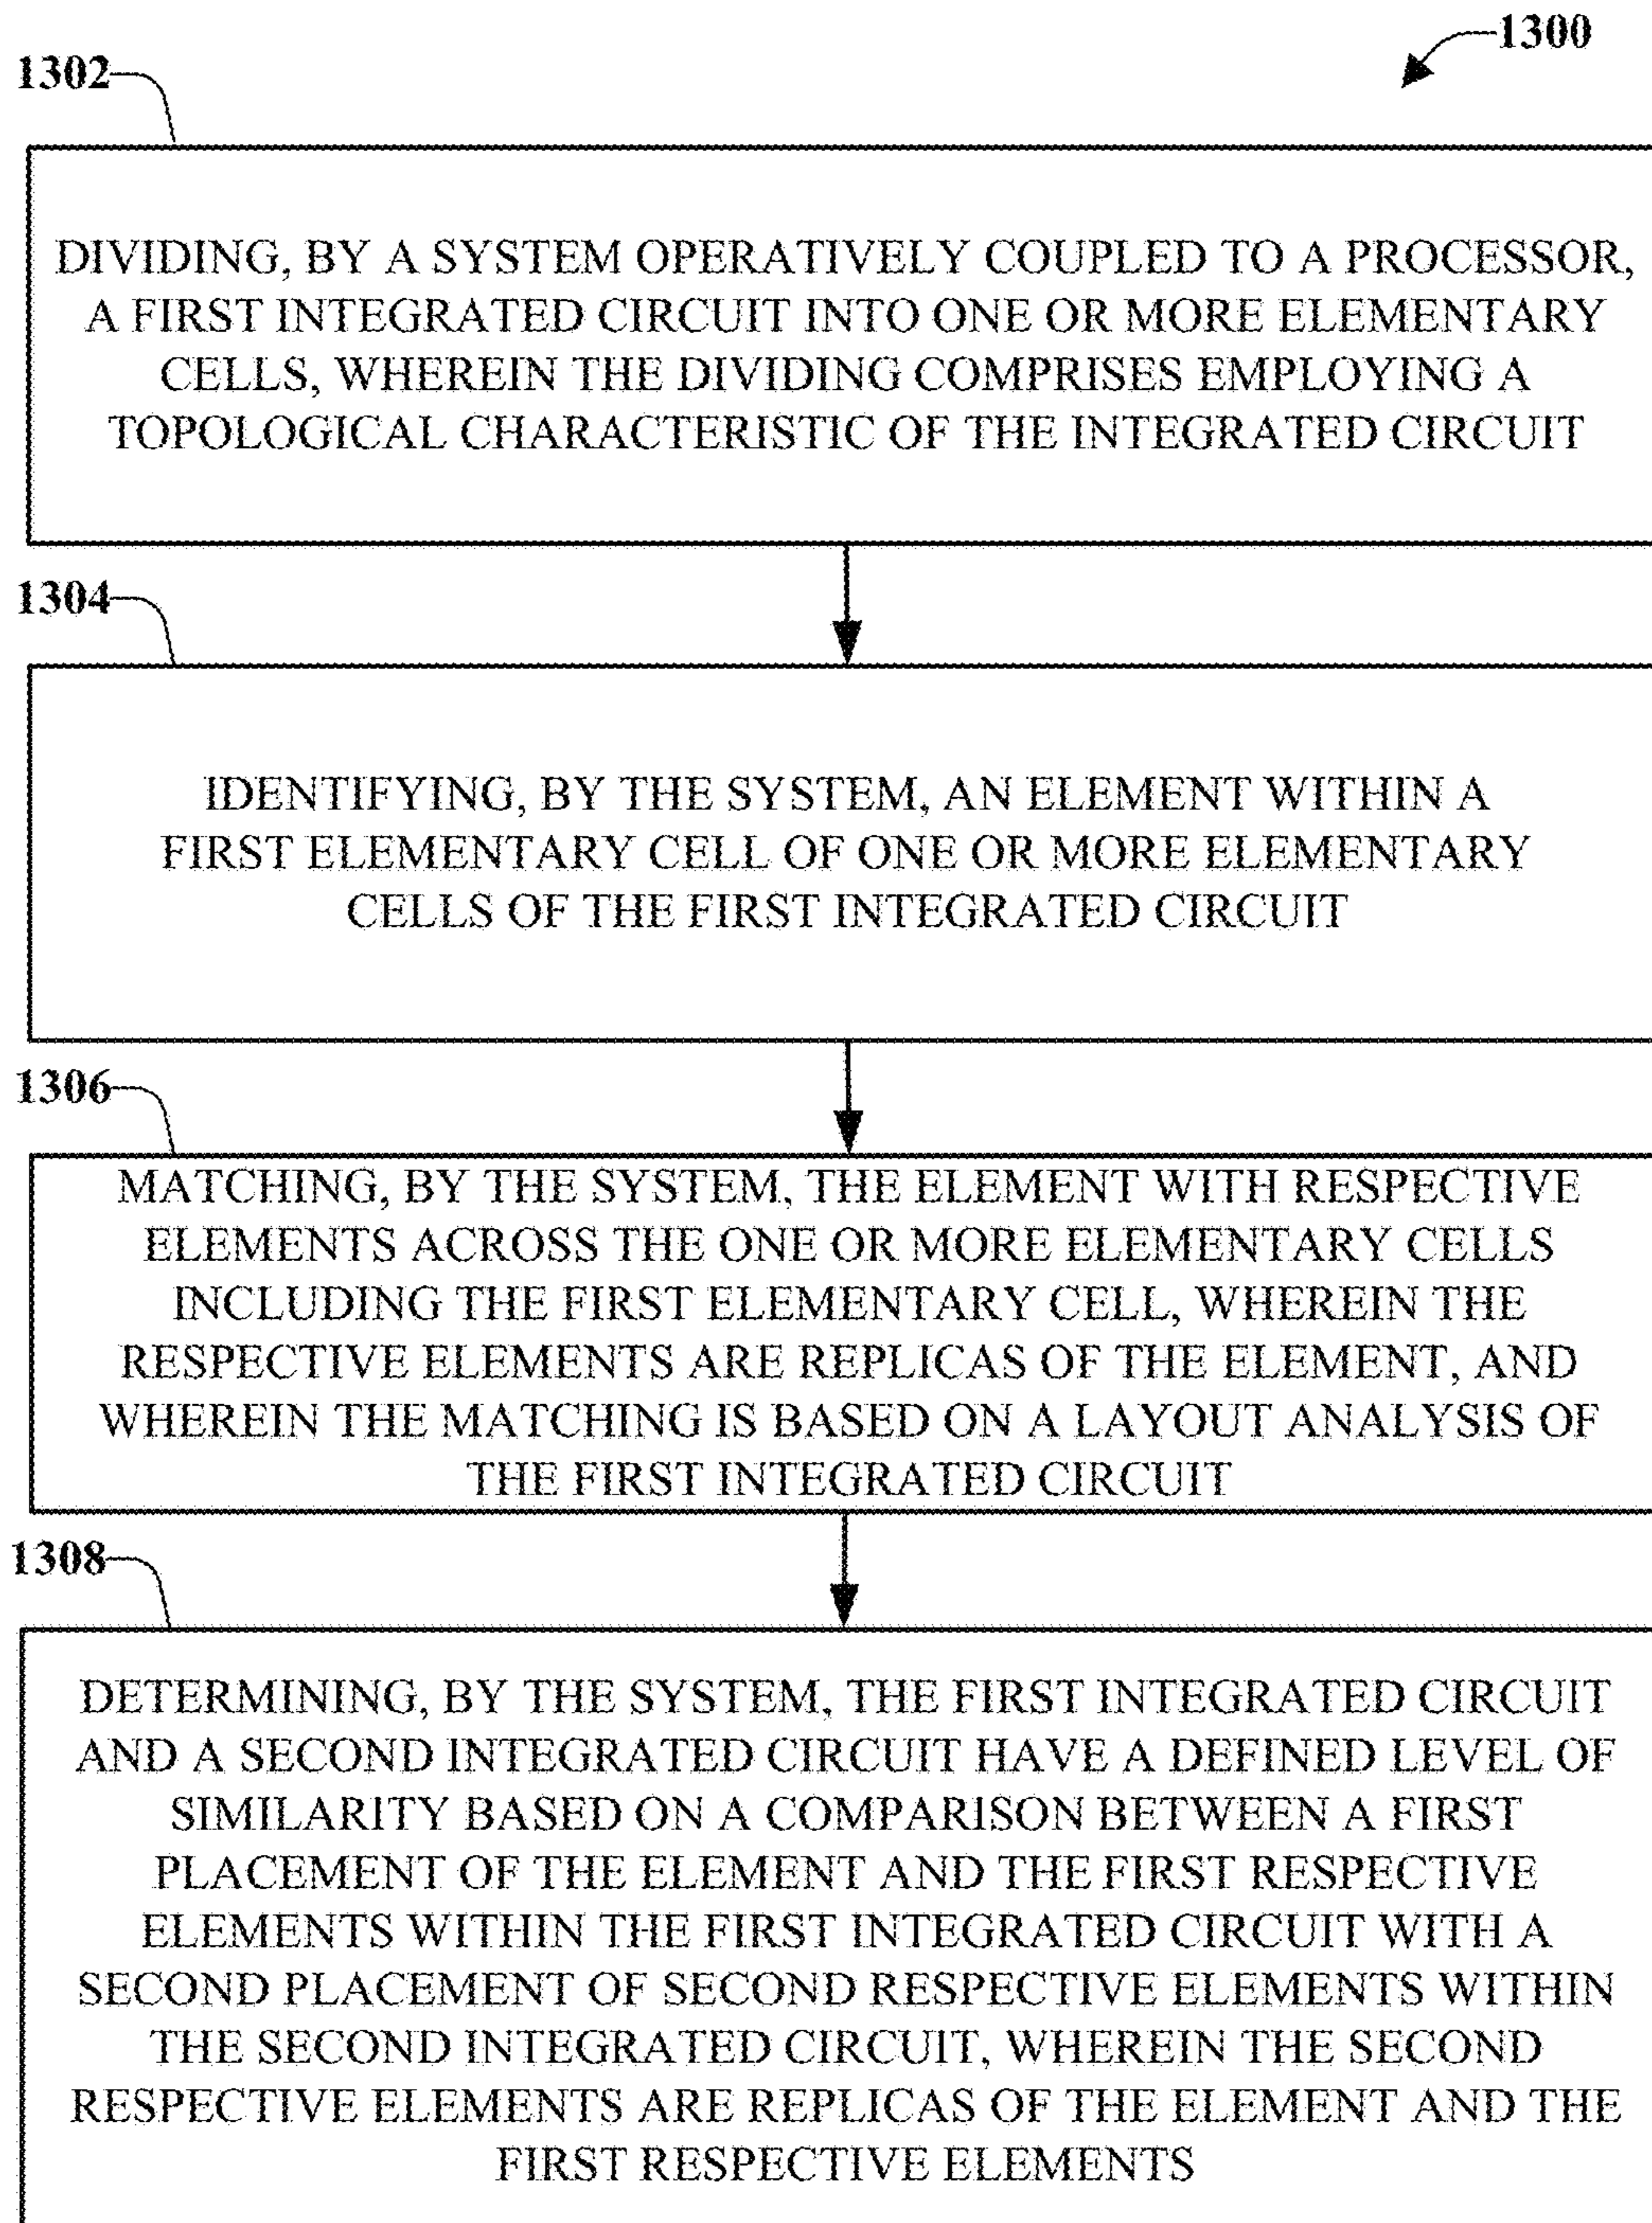 1300
1302
DIVIDING, BY A SYSTEM OPERATIVELY COUPLED TO A PROCESSOR,
A FIRST INTEGRATED CIRCUIT INTO ONE OR MORE ELEMENTARY
CELLS, WHEREIN THE DIVIDING COMPRISES EMPLOYING A
TOPOLOGICAL CHARACTERISTIC OF THE INTEGRATED CIRCUIT
1304
IDENTIFYING, BY THE SYSTEM, AN ELEMENT WITHIN A
FIRST ELEMENTARY CELL OF ONE OR MORE ELEMENTARY
CELLS OF THE FIRST INTEGRATED CIRCUIT
1306
MATCHING, BY THE SYSTEM, THE ELEMENT WITH RESPECTIVE
ELEMENTS ACROSS THE ONE OR MORE ELEMENTARY CELLS
INCLUDING THE FIRST ELEMENTARY CELL, WHEREIN THE
RESPECTIVE ELEMENTS ARE REPLICAS OF THE ELEMENT, AND
WHEREIN THE MATCHING IS BASED ON A LAYOUT ANALYSIS OF
THE FIRST INTEGRATED CIRCUIT
1308
DETERMINING, BY THE SYSTEM, THE FIRST INTEGRATED CIRCUIT
AND A SECOND INTEGRATED CIRCUIT HAVE A DEFINED LEVEL OF
SIMILARITY BASED ON A COMPARISON BETWEEN A FIRST
PLACEMENT OF THE ELEMENT AND THE FIRST RESPECTIVE
ELEMENTS WITHIN THE FIRST INTEGRATED CIRCUIT WITH A
SECOND PLACEMENT OF SECOND RESPECTIVE ELEMENTS WITHIN
THE SECOND INTEGRATED CIRCUIT, WHEREIN THE SECOND
RESPECTIVE ELEMENTS ARE REPLICAS OF THE ELEMENT AND THE
FIRST RESPECTIVE ELEMENTS